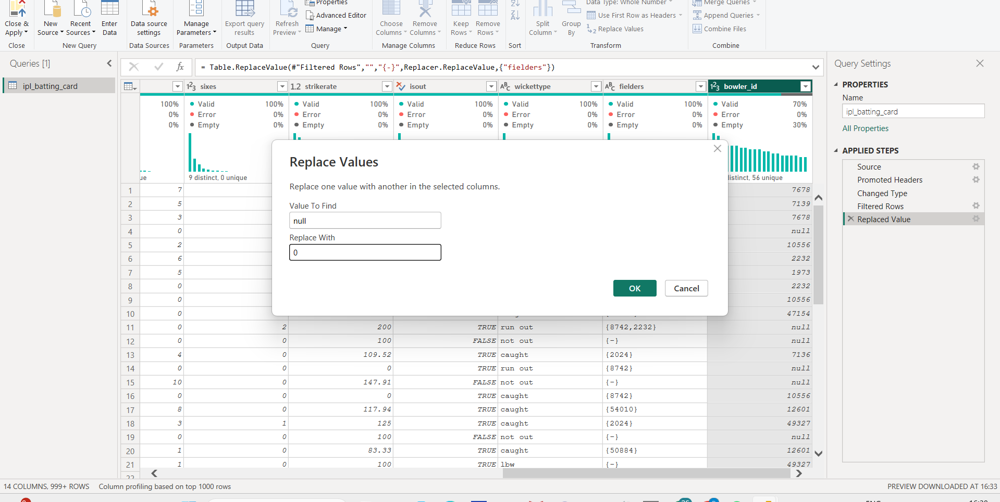 Close &
Apply
Close
New
Source
Recent
Sources
Enter
Data
New Query
Data source
settings
Data Sources
Manage
Parameters
Parameters
Export query
results
Output Data
Refresh
Preview
Properties
Advanced Editor
Manage
Query
Choose
Columns
Remove
Columns
Manage Columns
Keep
Rows
Remove
Rows
Reduce Rows
Sort
Split
Column
Group
By
Data Type: Whole Number
Use First Row as Headers
Replace Values
Transform
Merge Queries
Append Queries
Combine Files
Combine
Queries [1]
ipl_batting_card
fx = Table.ReplaceValue(#"Filtered Rows","","{-}",Replacer.ReplaceValue,{"fielders"})
123 sixes 1.2 strikerate isout ABC wickettype ABC fielders 123 bowler_id
100% Valid 100% Valid 100% Valid 100% Valid 100% Valid 100% Valid 70%
0% Error 0% Error 0% Error 0% Error 0% Error 0% Error 0%
0% Empty 0% Empty 0% Empty 0% Empty 0% Empty 0% Empty 30%
ue 9 distinct, 0 unique listinct, 56 unique
Replace Values
Replace one value with another in the selected columns.
Value To Find
null
Replace With
0
OK Cancel
1 7 7678
2 5 7139
3 3 7678
4 0 null
5 2 10556
6 6 2232
7 5 1973
8 0 2232
9 0 10556
10 0 47154
11 0 2 200 TRUE run out {8742,2232} null
12 0 0 100 FALSE not out {-} null
13 4 0 109.52 TRUE caught {2024} 7136
14 0 0 0 TRUE run out {8742} null
15 10 0 147.91 FALSE not out {-} null
16 0 0 0 TRUE caught {8742} 10556
17 8 0 117.94 TRUE caught {54010} 12601
18 3 1 125 TRUE caught {2024} 49327
19 0 0 100 FALSE not out {-} null
20 1 0 83.33 TRUE caught {50884} 12601
21 1 0 100 TRUE lbw {-} 49327
22
Query Settings
PROPERTIES
Name
ipl_batting_card
All Properties
APPLIED STEPS
Source
Promoted Headers
Changed Type
Filtered Rows
Replaced Value
14 COLUMNS, 999+ ROWS Column profiling based on top 1000 rows PREVIEW DOWNLOADED AT 16:33